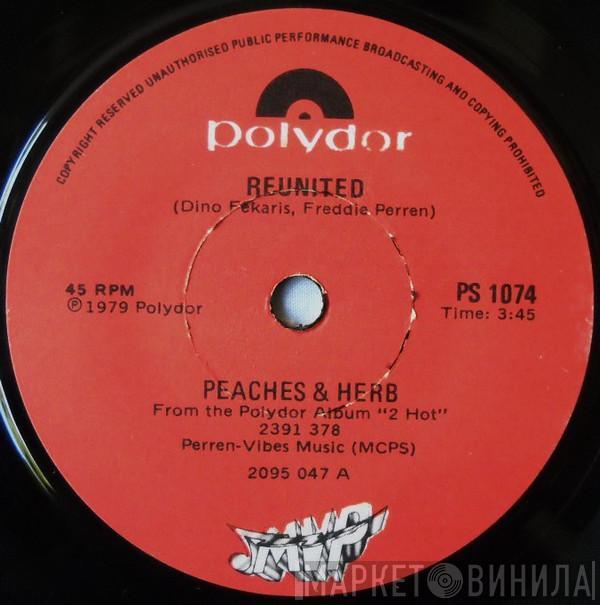 COPYRIGHT RESERVED UNAUTHORISED PUBLIC PERFORMANCE BROADCASTING AND COPYING PROHIBITED
polydor
REUNITED
(Dino Fekaris, Freddie Perren)
45 RPM
℗ 1979 Polydor
PS 1074
Time: 3:45
PEACHES & HERB
From the Polydor Album "2 Hot"
2391 378
Perren-Vibes Music (MCPS)
2095 047 A
MVP
МАРКЕТ ВИНИЛА